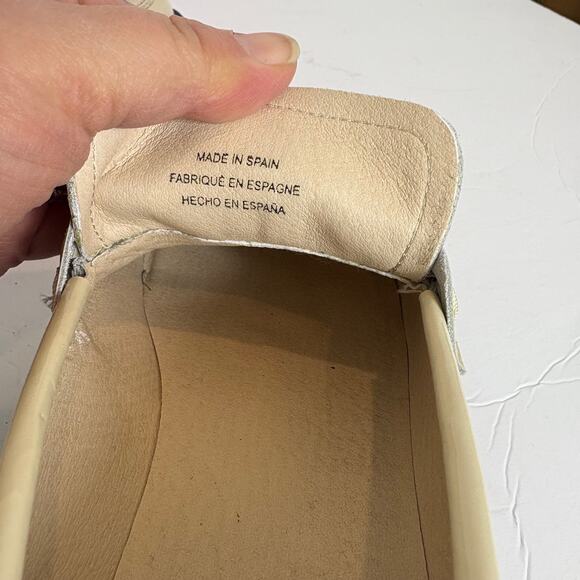 MADE IN SPAIN
FABRIQUÉ EN ESPAGNE
HECHO EN ESPAÑA